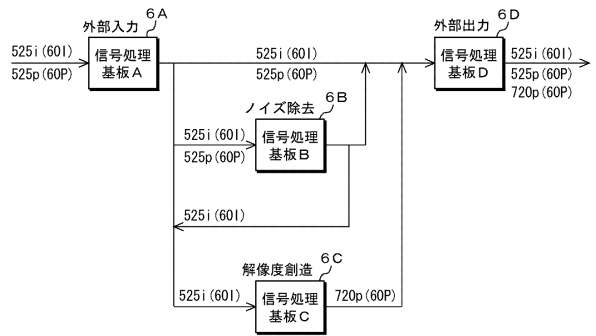 外部入力
6A
525i(60I)
525p(60P)
信号処理
基板A
525i(60I)
525p(60P)
外部出力
6D
信号処理
基板D
525i(60I)
525p(60P)
720p(60P)
ノイズ除去
6B
525i(60I)
525p(60P)
信号処理
基板B
525i(60I)
解像度創造
6C
525i(60I)
信号処理
基板C
720p(60P)